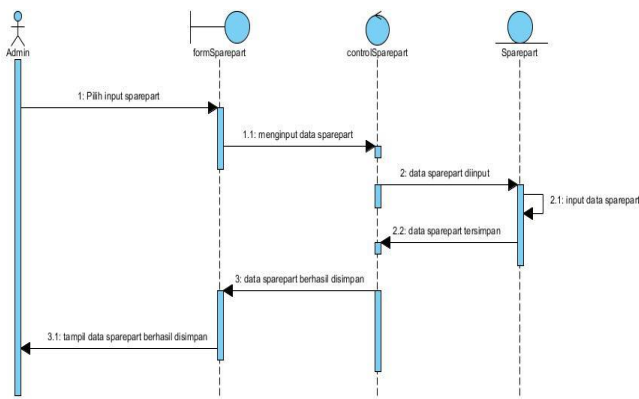 Admin
formSparepart
controlSparepart
Sparepart
1: Pilih input sparepart
1.1: menginput data sparepart
2: data sparepart diinput
2.1: input data sparepart
2.2: data sparepart tersimpan
3: data sparepart berhasil disimpan
3.1: tampil data sparepart berhasil disimpan